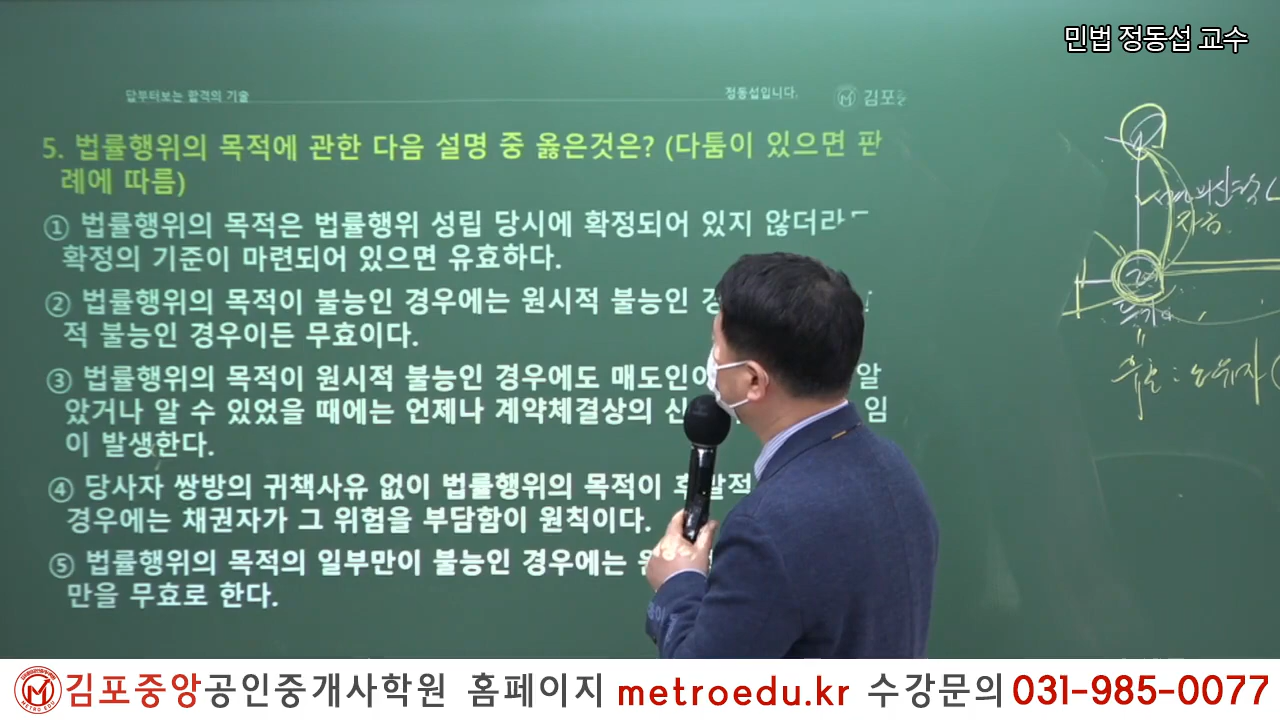 민법 정동섭 교수
답부터보는 합격의 기술
정동섭입니다.
김포중
5. 법률행위의 목적에 관한 다음 설명 중 옳은것은? (다툼이 있으면 판
례에 따름)
① 법률행위의 목적은 법률행위 성립 당시에 확정되어 있지 않더라
확정의 기준이 마련되어 있으면 유효하다.
② 법률행위의 목적이 불능인 경우에는 원시적 불능인
적 불능인 경우이든 무효이다.
③ 법률행위의 목적이 원시적 불능인 경우에도 매도인이 알
았거나 알 수 있었을 때에는 언제나 계약체결상의 임
이 발생한다.
④ 당사자 쌍방의 귀책사유 없이 법률행위의 목적이
경우에는 채권자가 그 위험을 부담함이 원칙이다.
⑤ 법률행위의 목적의 일부만이 불능인 경우에는
만을 무효로 한다.
김포중앙공인중개사학원 홈페이지 metroedu.kr 수강문의 031-985-0077